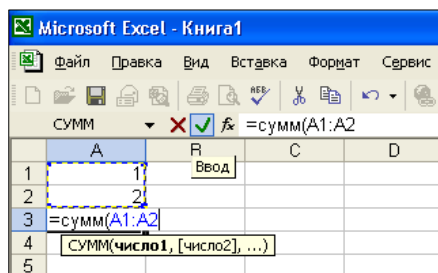 Microsoft Excel - Книга1
Файл Правка Вид Вставка Формат Сервис
СУММ fx =сумм(A1:A2
A B C D
Ввод
1 1
2 2
3 =сумм(A1:A2
4 СУММ(число1, [число2], ...)
5